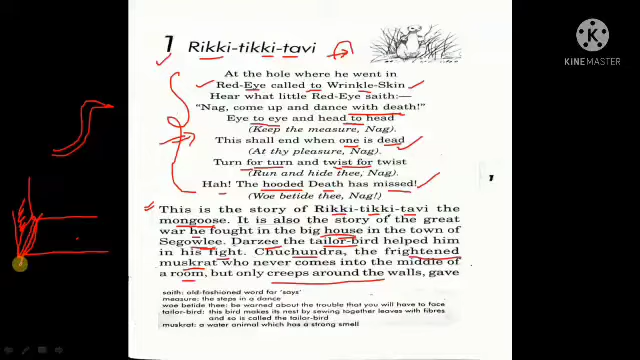 7 Rikki-tikki-tavi
KINEMASTER
At the hole where he went in
Red-Eye called to Wrinkle-Skin
Hear what little Red-Eye saith:—
"Nag, come up and dance with death!"
Eye to eye and head to head
(Keep the measure, Nag).
This shall end when one is dead
(At thy pleasure, Nag).
Turn for turn and twist for twist
(Run and hide thee, Nag).
Hah! The hooded Death has missed!
(Woe betide thee, Nag!)
This is the story of Rikki-tikki-tavi the
mongoose. It is also the story of the great
war he fought in the big house in the town of
Segowlee. Darzee the tailor-bird helped him
in his fight. Chuchundra, the frightened
muskrat who never comes into the middle of
a room, but only creeps around the walls, gave
saith: old-fashioned word for 'says'
measure: the steps in a dance
woe betide thee: be warned about the trouble that you will have to face
tailor-bird: this bird makes its nest by sewing together leaves with fibres
and so is called the tailor-bird
muskrat: a water animal which has a strong smell